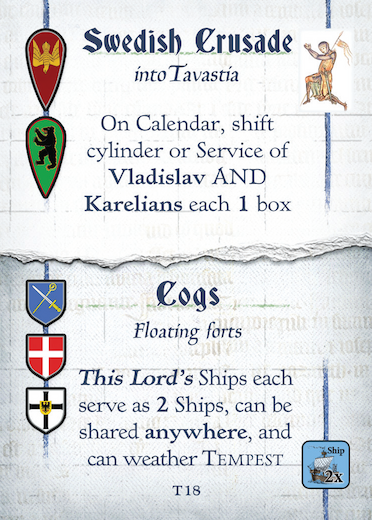 Swedish Crusade
into Tavastia
On Calendar, shift
cylinder or Service of
Vladislav AND
Karelians each 1 box
Cogs
Floating forts
This Lord's Ships each
serve as 2 Ships, can be
shared anywhere, and
can weather TEMPEST
Ship
2x
T18